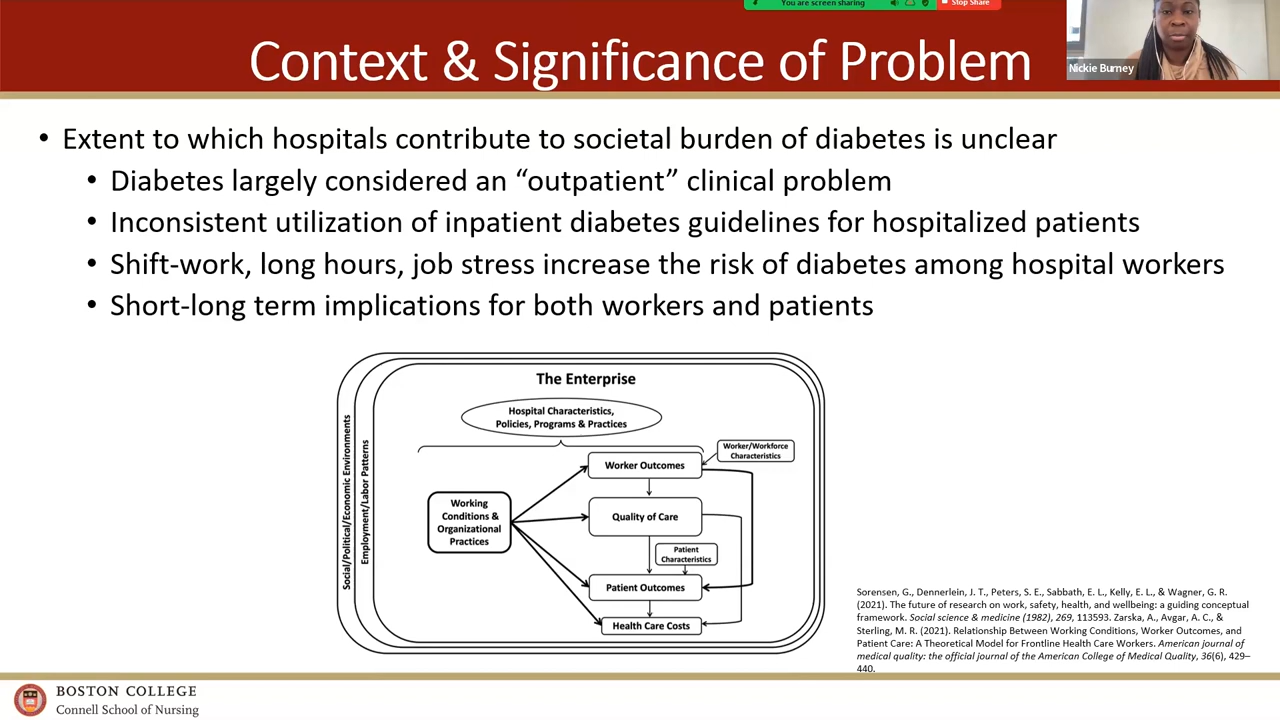 You are screen sharing
Stop Share
Context & Significance of Problem
Nickie Burney
• Extent to which hospitals contribute to societal burden of diabetes is unclear
• Diabetes largely considered an “outpatient” clinical problem
• Inconsistent utilization of inpatient diabetes guidelines for hospitalized patients
• Shift-work, long hours, job stress increase the risk of diabetes among hospital workers
• Short-long term implications for both workers and patients
Social/Political/Economic Environments
Employment/Labor Patterns
The Enterprise
Hospital Characteristics,
Policies, Programs & Practices
Worker/Workforce
Characteristics
Worker Outcomes
Working
Conditions &
Organizational
Practices
Quality of Care
Patient
Characteristics
Patient Outcomes
Health Care Costs
Sorensen, G., Dennerlein, J. T., Peters, S. E., Sabbath, E. L., Kelly, E. L., & Wagner, G. R.
(2021). The future of research on work, safety, health, and wellbeing: a guiding conceptual
framework. Social science & medicine (1982), 269, 113593. Zarska, A., Avgar, A. C., &
Sterling, M. R. (2021). Relationship Between Working Conditions, Worker Outcomes, and
Patient Care: A Theoretical Model for Frontline Health Care Workers. American journal of
medical quality: the official journal of the American College of Medical Quality, 36(6), 429–
440.
BOSTON COLLEGE
Connell School of Nursing